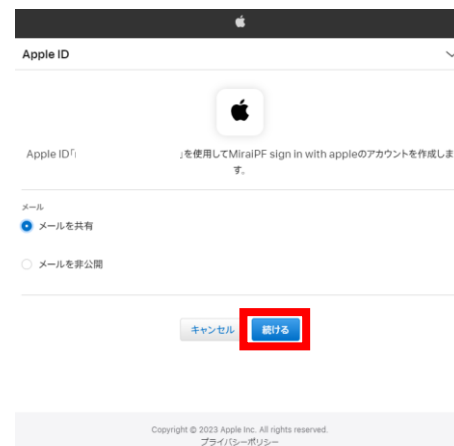 Apple ID
Apple ID「 」を使用してMiraiPF sign in with appleのアカウントを作成しま
す。
メール
メールを共有
メールを非公開
キャンセル 続ける
Copyright © 2023 Apple Inc. All rights reserved.
プライバシーポリシー